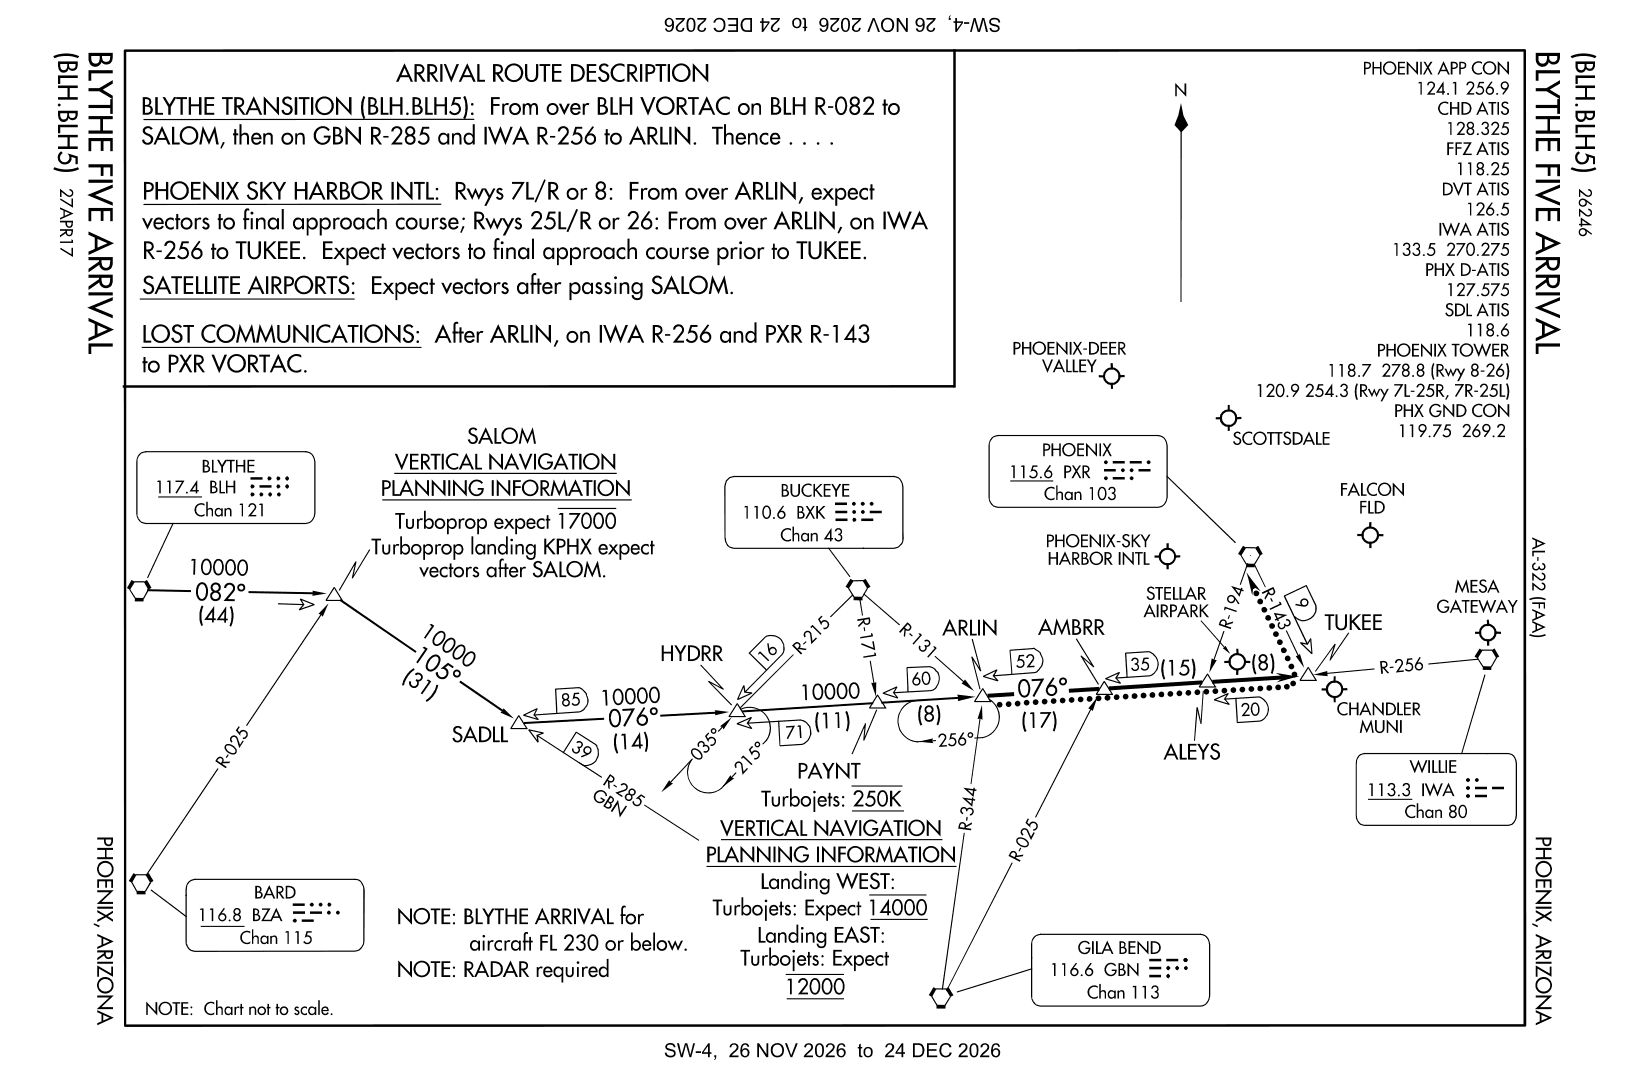 SW-4, 26 NOV 2026 to 24 DEC 2026
(BLH.BLH5) 27APR17
BLYTHE FIVE ARRIVAL
PHOENIX, ARIZONA
ARRIVAL ROUTE DESCRIPTION
BLYTHE TRANSITION (BLH.BLH5): From over BLH VORTAC on BLH R-082 to
SALOM, then on GBN R-285 and IWA R-256 to ARLIN. Thence . . . .
PHOENIX SKY HARBOR INTL: Rwys 7L/R or 8: From over ARLIN, expect
vectors to final approach course; Rwys 25L/R or 26: From over ARLIN, on IWA
R-256 to TUKEE. Expect vectors to final approach course prior to TUKEE.
SATELLITE AIRPORTS: Expect vectors after passing SALOM.
LOST COMMUNICATIONS: After ARLIN, on IWA R-256 and PXR R-143
to PXR VORTAC.
N
PHOENIX APP CON
124.1 256.9
CHD ATIS
128.325
FFZ ATIS
118.25
DVT ATIS
126.5
IWA ATIS
133.5 270.275
PHX D-ATIS
127.575
SDL ATIS
118.6
PHOENIX TOWER
118.7 278.8 (Rwy 8-26)
120.9 254.3 (Rwy 7L-25R, 7R-25L)
PHX GND CON
119.75 269.2
BLYTHE FIVE ARRIVAL
(BLH.BLH5) 26246
AL-322 (FAA)
PHOENIX, ARIZONA
PHOENIX-DEER
VALLEY
SCOTTSDALE
FALCON
FLD
PHOENIX-SKY
HARBOR INTL
STELLAR
AIRPARK
MESA
GATEWAY
CHANDLER
MUNI
BLYTHE
117.4 BLH
Chan 121
SALOM
VERTICAL NAVIGATION
PLANNING INFORMATION
Turboprop expect 17000
Turboprop landing KPHX expect
vectors after SALOM.
BUCKEYE
110.6 BXK
Chan 43
PHOENIX
115.6 PXR
Chan 103
10000
082°
(44)
10000
105°
(31)
R-025
SADLL
85
39
R-285
GBN
10000
076°
(14)
HYDRR
16
R-215
71
035°
215°
10000
(11)
R-171
R-131
60
(8)
256°
ARLIN
52
076°
(17)
AMBRR
35
(15)
R-194
R-143
9
(8)
20
ALEYS
TUKEE
R-256
R-344
R-025
PAYNT
Turbojets: 250K
VERTICAL NAVIGATION
PLANNING INFORMATION
Landing WEST:
Turbojets: Expect 14000
Landing EAST:
Turbojets: Expect
12000
WILLIE
113.3 IWA
Chan 80
BARD
116.8 BZA
Chan 115
GILA BEND
116.6 GBN
Chan 113
NOTE: BLYTHE ARRIVAL for
aircraft FL 230 or below.
NOTE: RADAR required
NOTE: Chart not to scale.
SW-4, 26 NOV 2026 to 24 DEC 2026